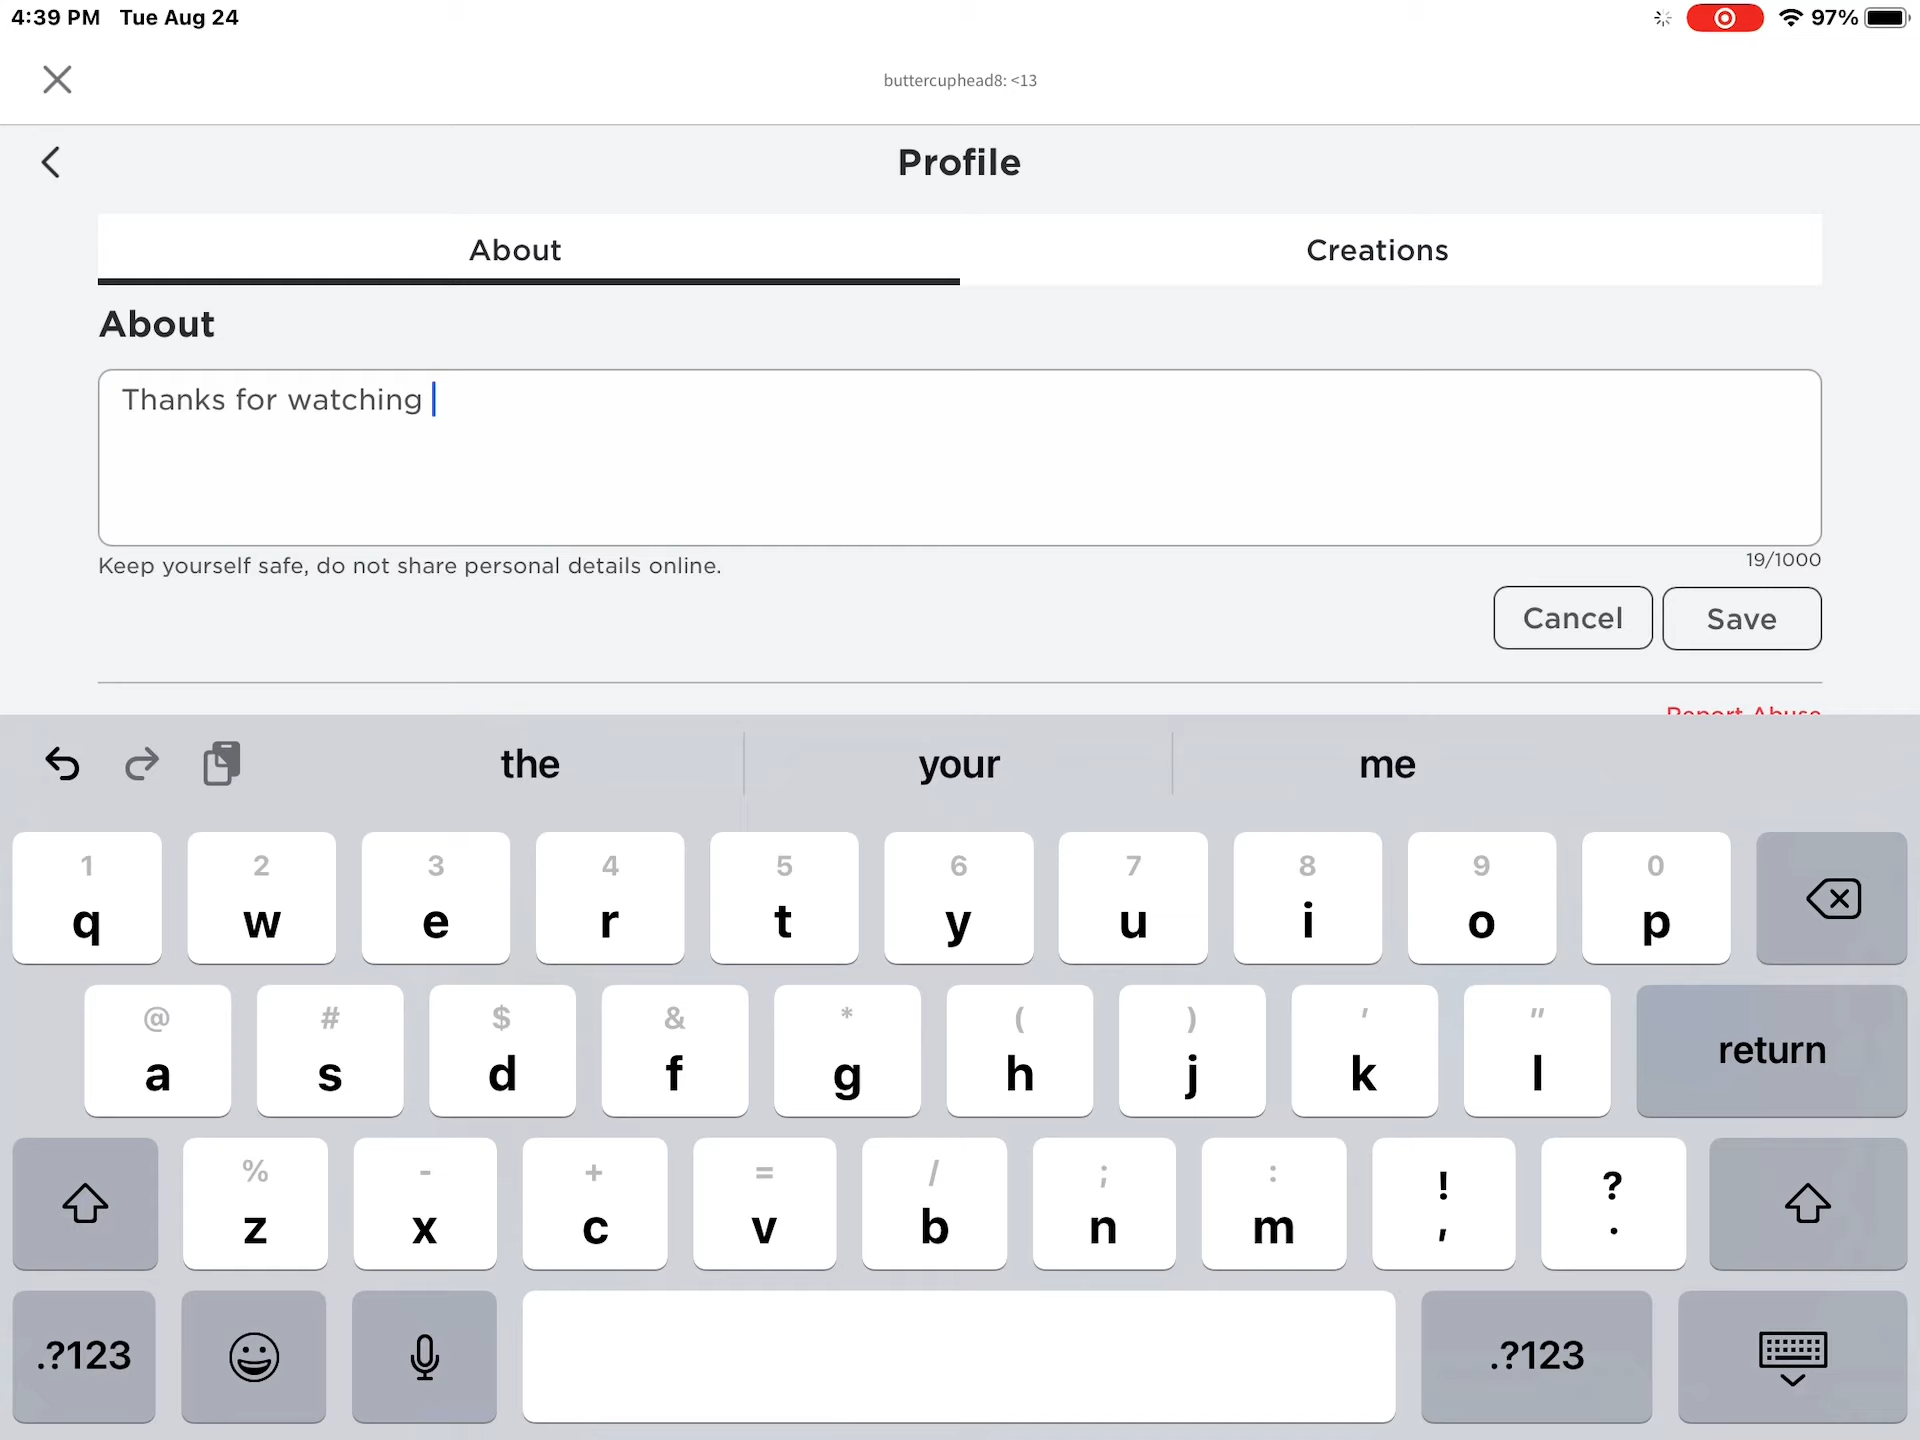 4:39 PM Tue Aug 24 97%
buttercuphead8: <13
Profile
About Creations
About
Thanks for watching
Keep yourself safe, do not share personal details online. 19/1000
Cancel Save
Report Abuse
the your me
1 2 3 4 5 6 7 8 9 0
q w e r t y u i o p
@ # $ & * ( ) ' "
a s d f g h j k l return
% - + = / ; : ! ?
z x c v b n m , .
.?123 .?123